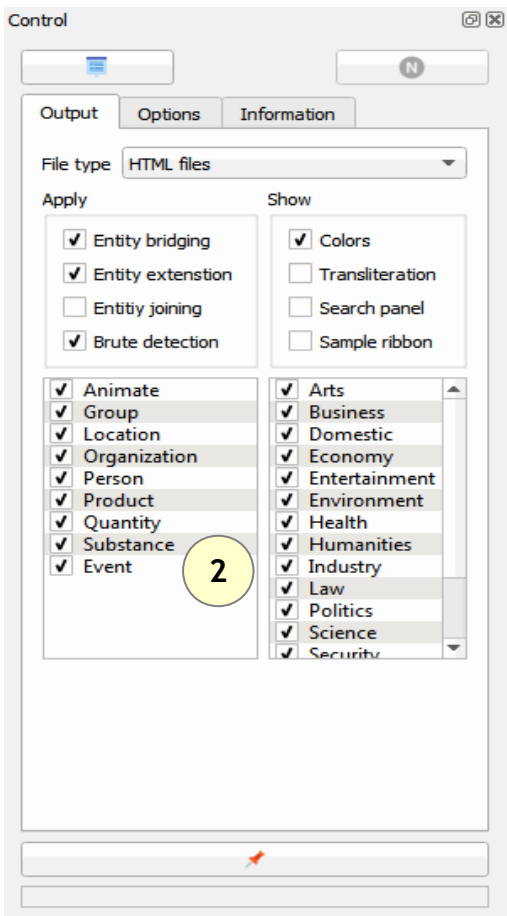 Control
N
Output Options Information
File type HTML files
Apply Show
Entity bridging Colors
Entity extenstion Transliteration
Entitiy joining Search panel
Brute detection Sample ribbon
Animate Arts
Group Business
Location Domestic
Organization Economy
Person Entertainment
Product Environment
Quantity Health
Substance Humanities
Event 2 Industry
Law
Politics
Science
Security